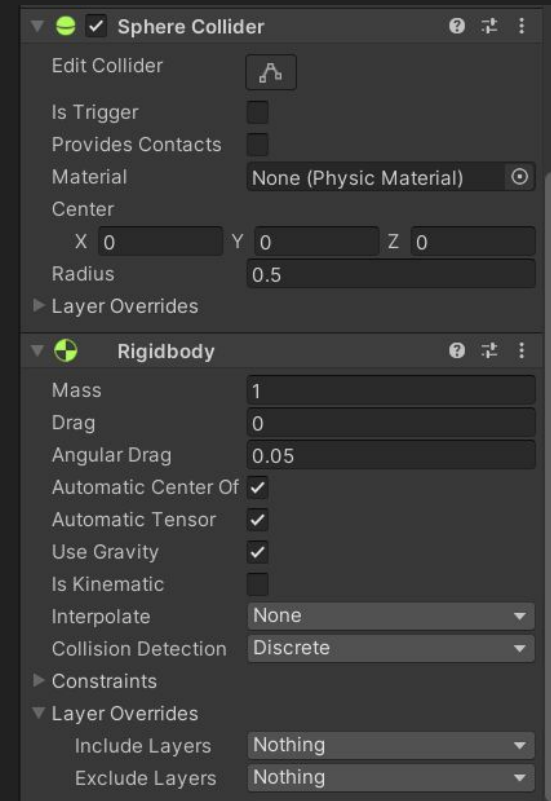 Sphere Collider
Edit Collider
Is Trigger
Provides Contacts
Material None (Physic Material)
Center
X 0 Y 0 Z 0
Radius 0.5
Layer Overrides
Rigidbody
Mass 1
Drag 0
Angular Drag 0.05
Automatic Center Of
Automatic Tensor
Use Gravity
Is Kinematic
Interpolate None
Collision Detection Discrete
Constraints
Layer Overrides
Include Layers Nothing
Exclude Layers Nothing